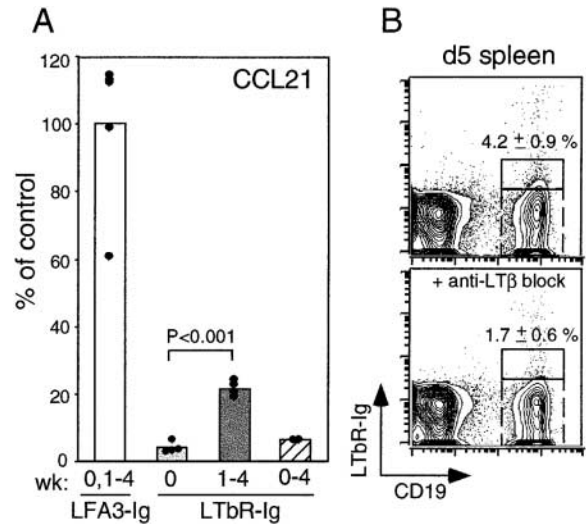 A
B
CCL21
% of control
120
100
80
60
40
20
0
P<0.001
wk: 0,1-4 0 1-4 0-4
LFA3-Ig LTbR-Ig
d5 spleen
4.2 ± 0.9 %
+ anti-LTβ block
1.7 ± 0.6 %
LTbR-Ig
CD19